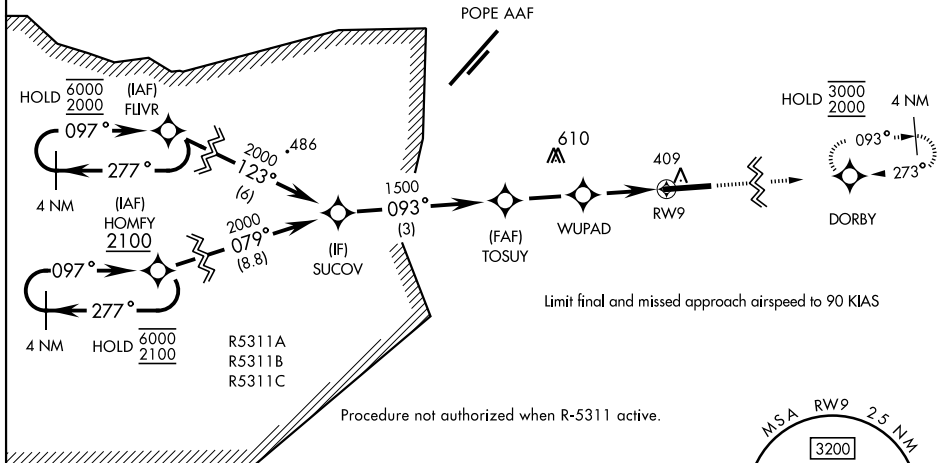 POPE AAF
HOLD 6000 2000
(IAF)
FLIVR
097°
277°
4 NM
2000
123°
(6)
.486
(IAF)
HOMFY
2100
2000
079°
(8.8)
097°
277°
4 NM
HOLD 6000 2100
(IF)
SUCOV
1500
093°
(3)
(FAF)
TOSUY
610
WUPAD
409
RW9
HOLD 3000 2000
4 NM
093°
273°
DORBY
Limit final and missed approach airspeed to 90 KIAS
R5311A
R5311B
R5311C
Procedure not authorized when R-5311 active.
MSA RW9 25 NM
3200